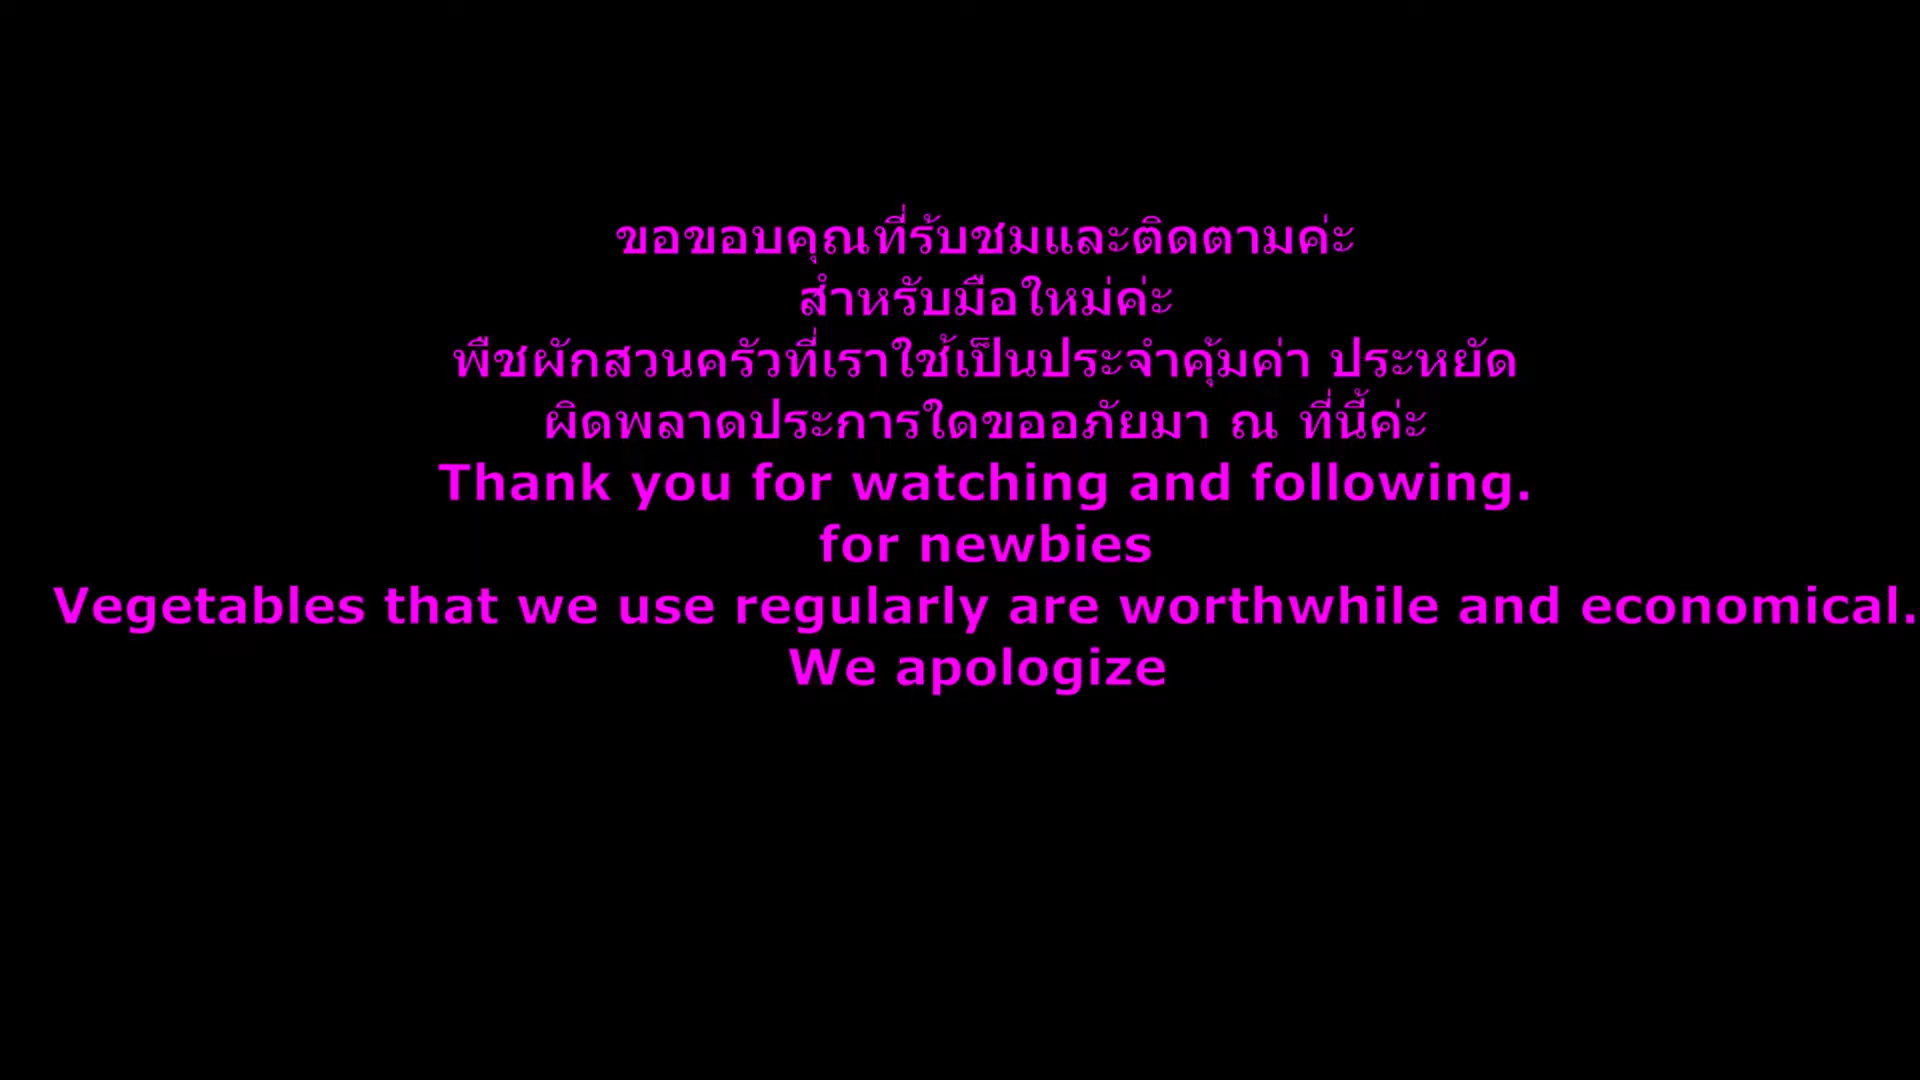 ขอขอบคุณที่ร้บชมและติดตามค่ะ
สำหรับมือใหม่ค่ะ
พืชผักสวนครัวที่เราใช้เป็นประจำคุ้มค่า ประหยัด
ผิดพลาดประการใดขออภัยมา ณ ที่นี้ค่ะ
Thank you for watching and following.
for newbies
Vegetables that we use regularly are worthwhile and economical.
We apologize